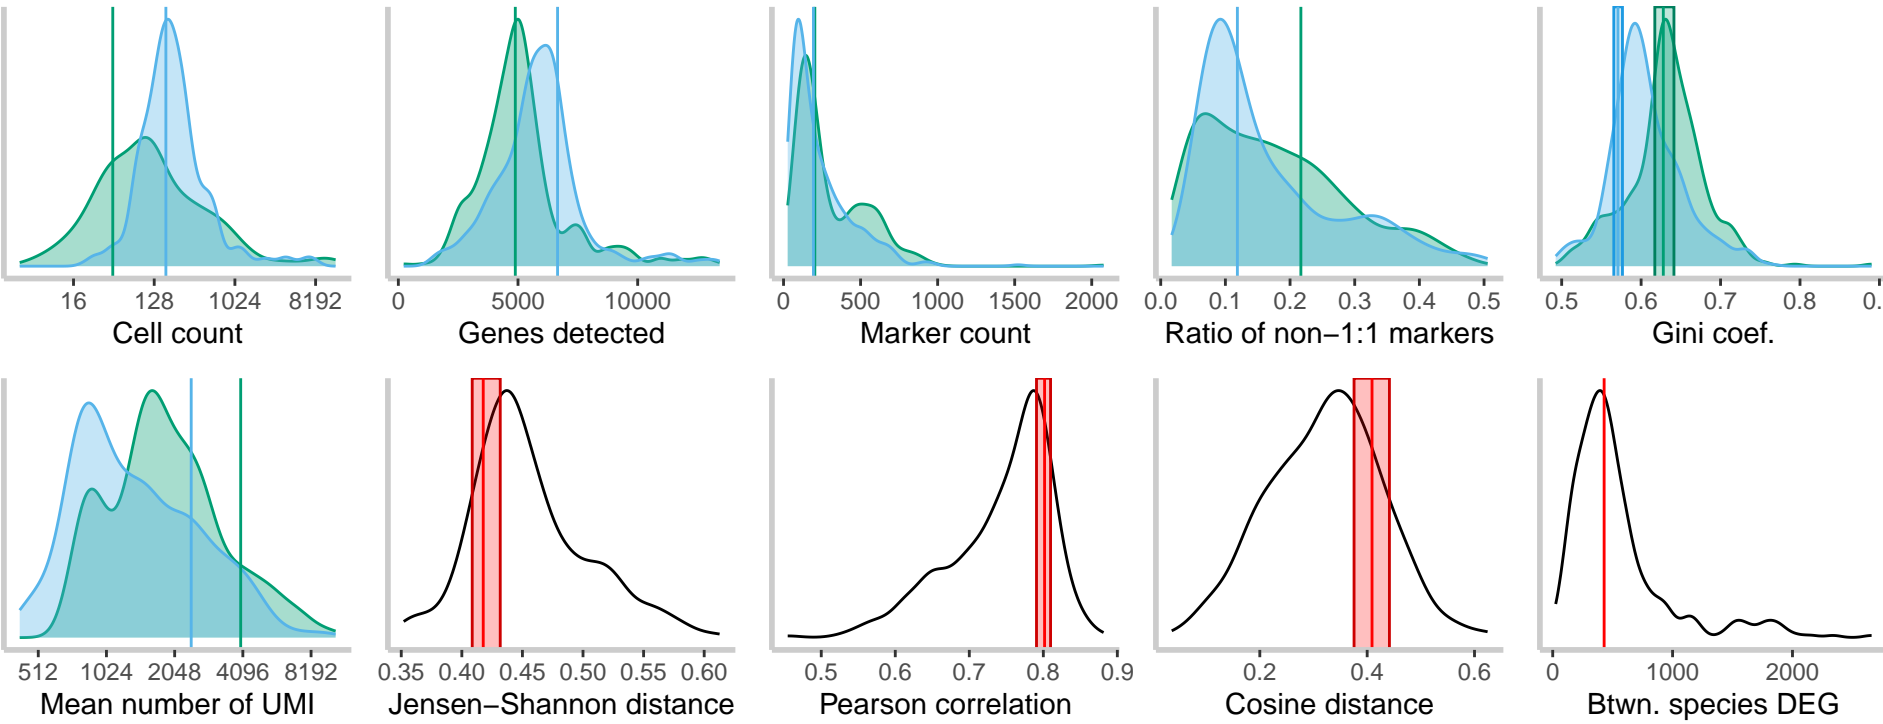 16 128 1024 8192
Cell count
0 5000 10000
Genes detected
0 500 1000 1500 2000
Marker count
0.0 0.1 0.2 0.3 0.4 0.5
Ratio of non−1:1 markers
0.5 0.6 0.7 0.8 0.
Gini coef.
512 1024 2048 4096 8192
Mean number of UMI
0.35 0.40 0.45 0.50 0.55 0.60
Jensen−Shannon distance
0.5 0.6 0.7 0.8 0.9
Pearson correlation
0.2 0.4 0.6
Cosine distance
0 1000 2000
Btwn. species DEG